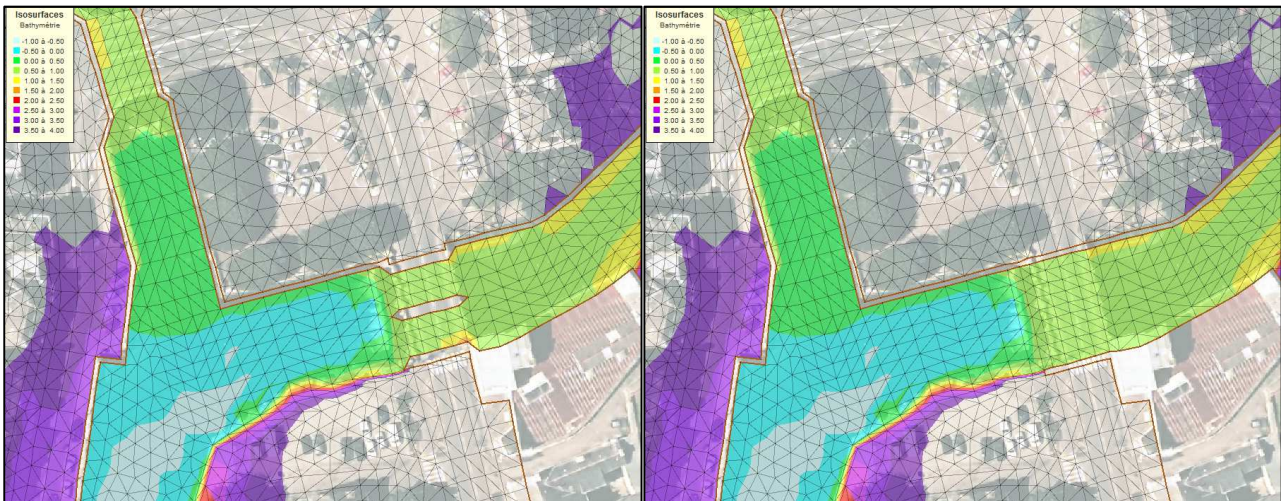 Isosurfaces
Bathymétrie
-1.00 à -0.50
-0.50 à 0.00
0.00 à 0.50
0.50 à 1.00
1.00 à 1.50
1.50 à 2.00
2.00 à 2.50
2.50 à 3.00
3.00 à 3.50
3.50 à 4.00
Isosurfaces
Bathymétrie
-1.00 à -0.50
-0.50 à 0.00
0.00 à 0.50
0.50 à 1.00
1.00 à 1.50
1.50 à 2.00
2.00 à 2.50
2.50 à 3.00
3.00 à 3.50
3.50 à 4.00